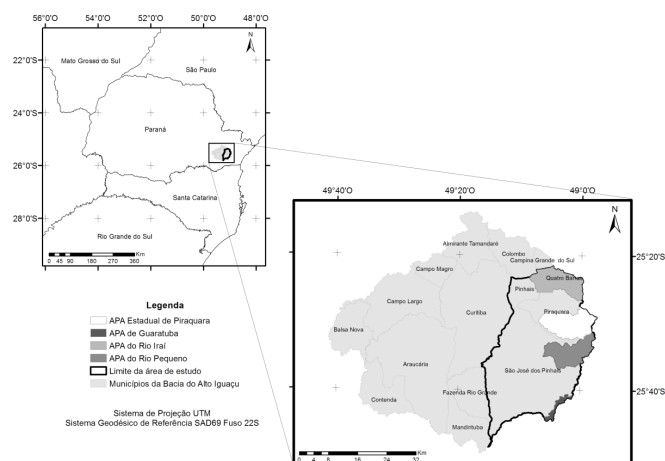 56°O'O 54°O'O 52°O'O 50°O'O 48°O'O
N
22°0'S
Mato Grosso do Sul
São Paulo
24°0'S
Paraná
26°0'S
Santa Catarina
28°0'S
Rio Grande do Sul
Km
0 45 90 180 270 360
49°40'O 49°20'O 49°0'O
N
Almirante Tamandaré
Colombo
25°20'S
Campina Grande do Sul
Campo Magro
Quatro Barras
Pinhais
Campo Largo
Curitiba
Piraquara
Balsa Nova
Araucária
São José dos Pinhais
25°40'S
Contenda
Fazenda Rio Grande
Mandirituba
Km
0 4 8 16 24 32
Legenda
APA Estadual de Piraquara
APA de Guaratuba
APA do Rio Iraí
APA do Rio Pequeno
Limite da área de estudo
Municípios da Bacia do Alto Iguaçu
Sistema de Projeção UTM
Sistema Geodésico de Referência SAD69 Fuso 22S